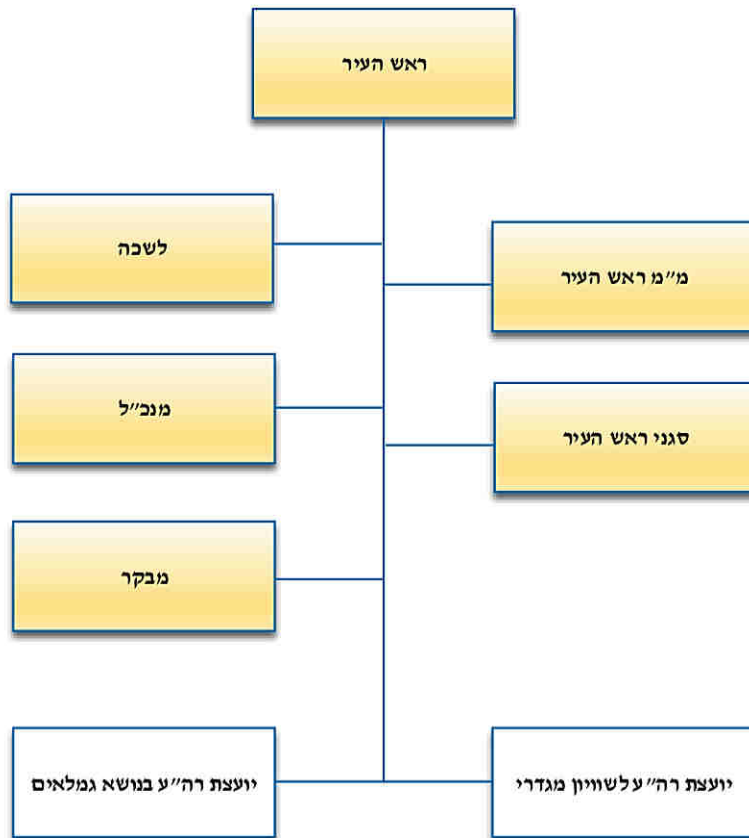 ראש העיר
לשכה
מ״מ ראש העיר
מנכ״ל
סגני ראש העיר
מבקר
יועצת רה״ע לשוויון מגדרי
יועצת רה״ע בנושא גמלאים